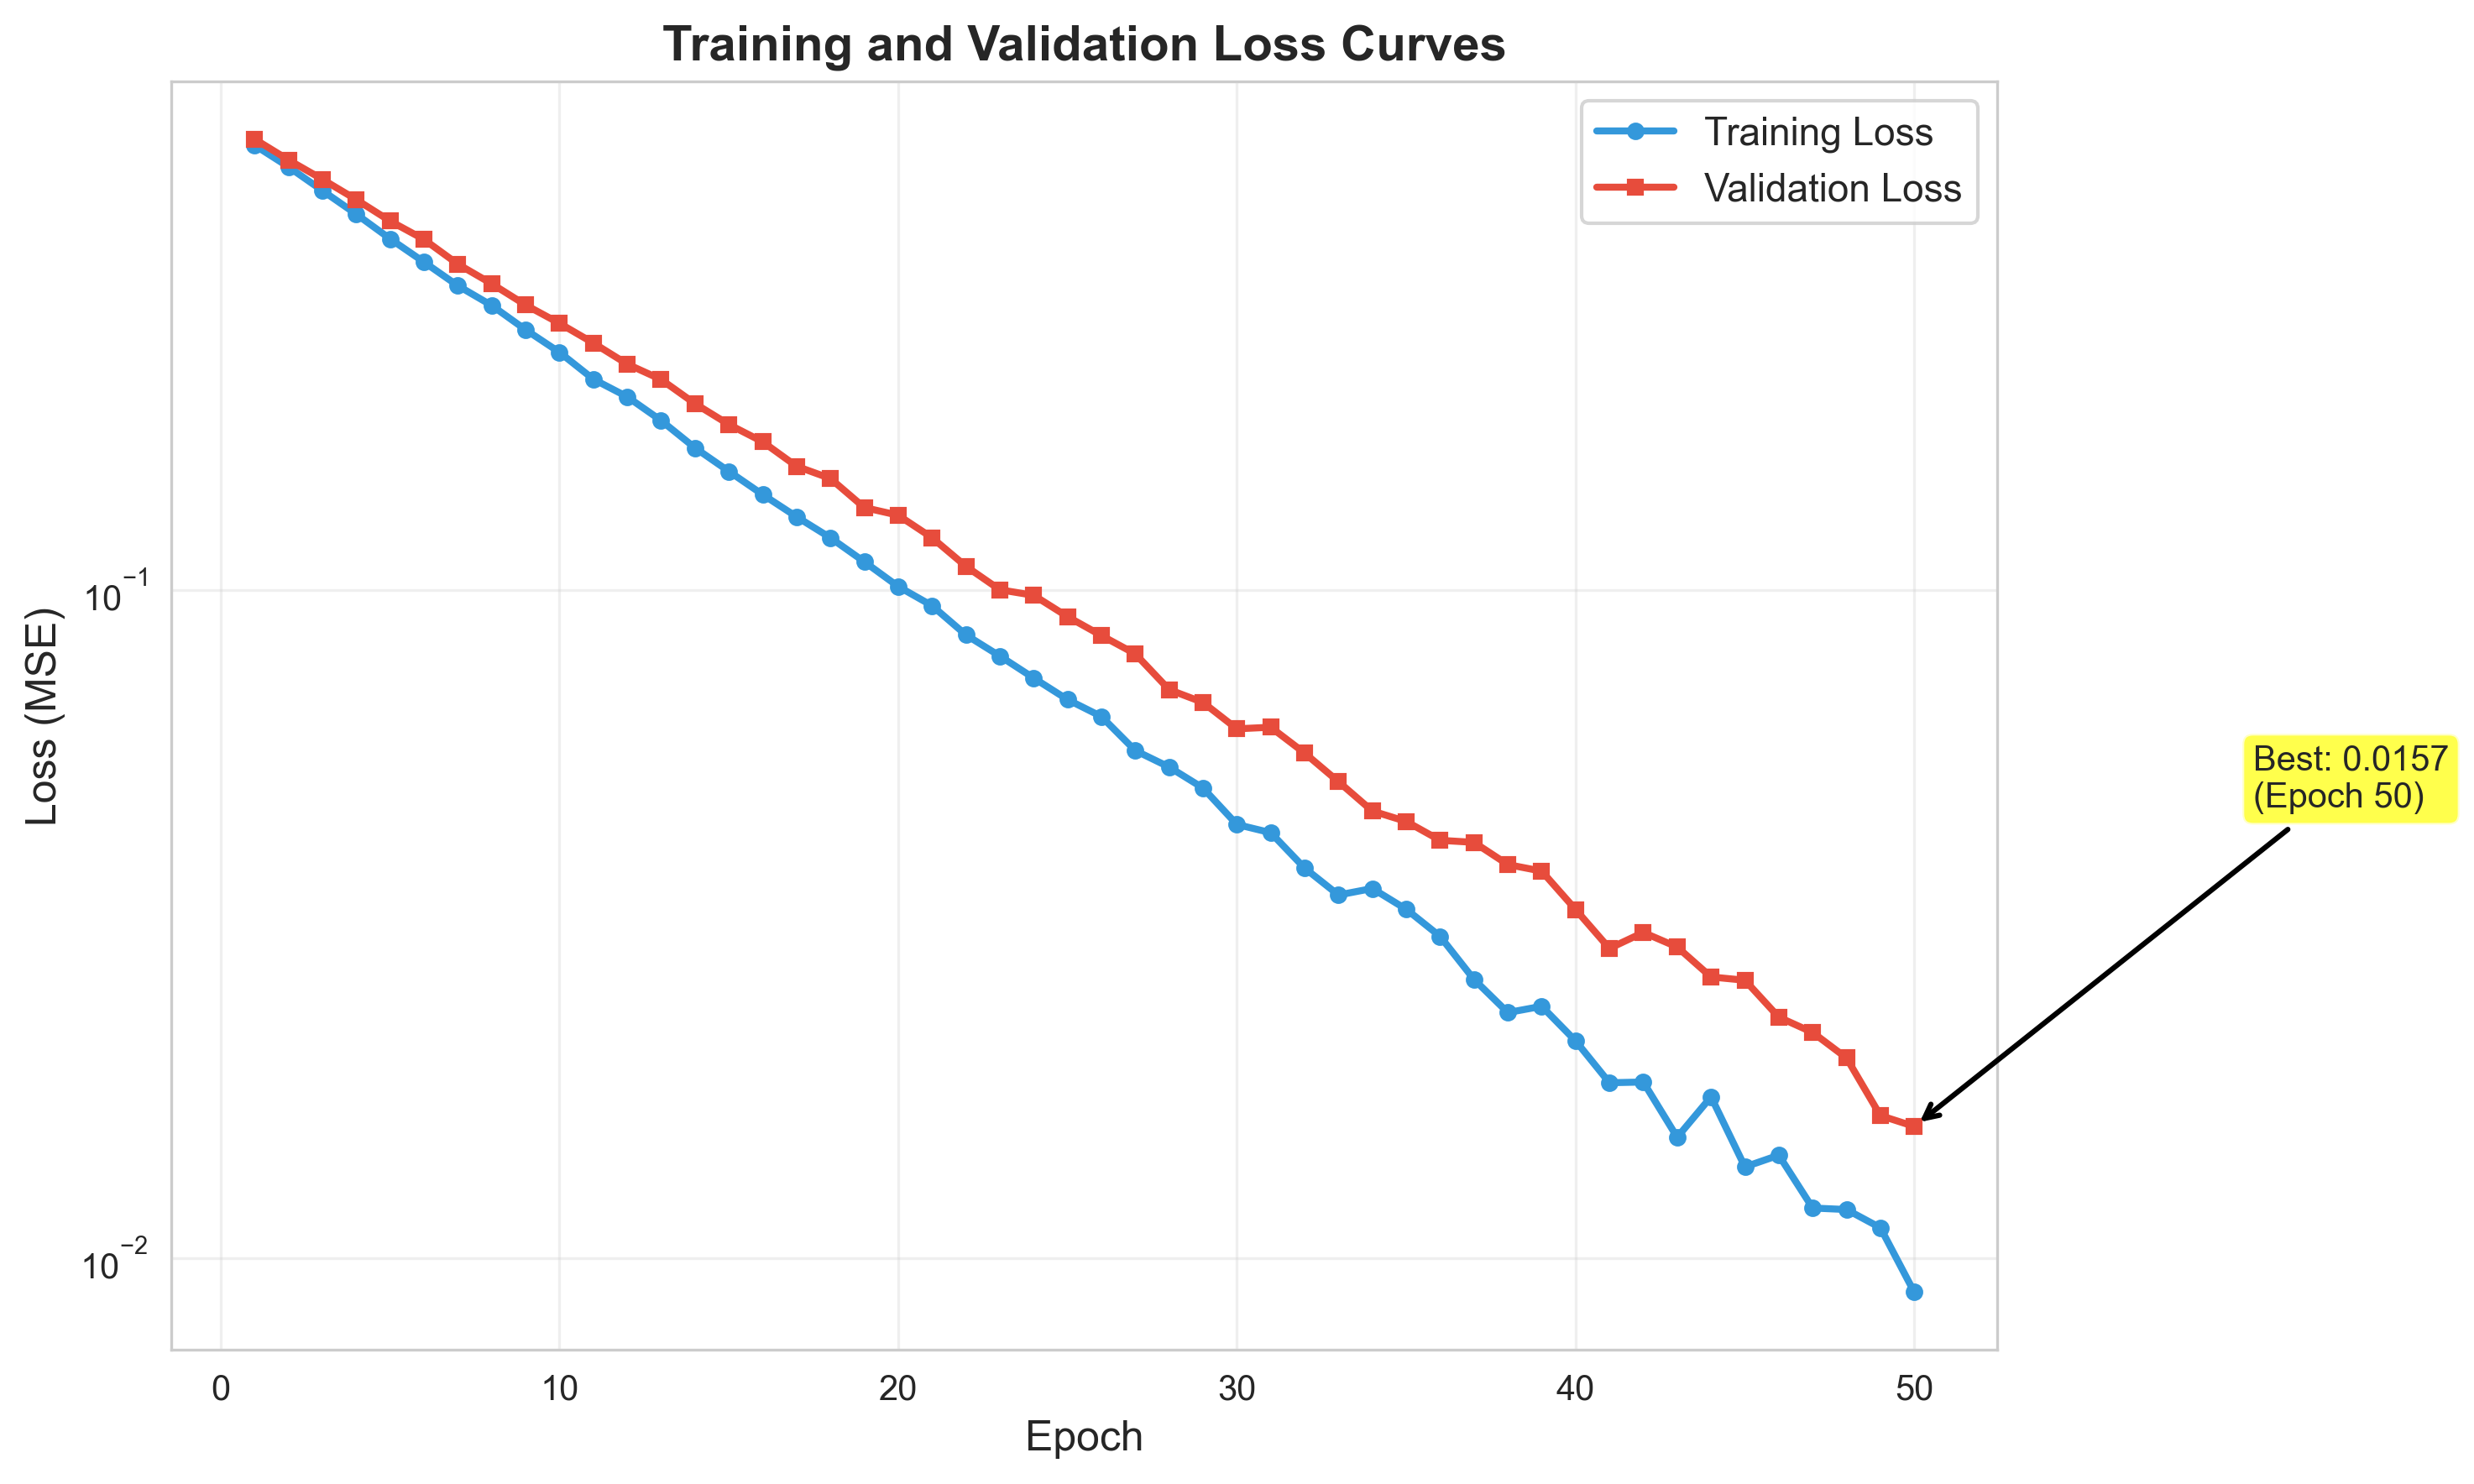 Training and Validation Loss Curves
Training Loss
Validation Loss
10⁻¹
Loss (MSE)
Best: 0.0157
(Epoch 50)
10⁻²
0 10 20 30 40 50
Epoch